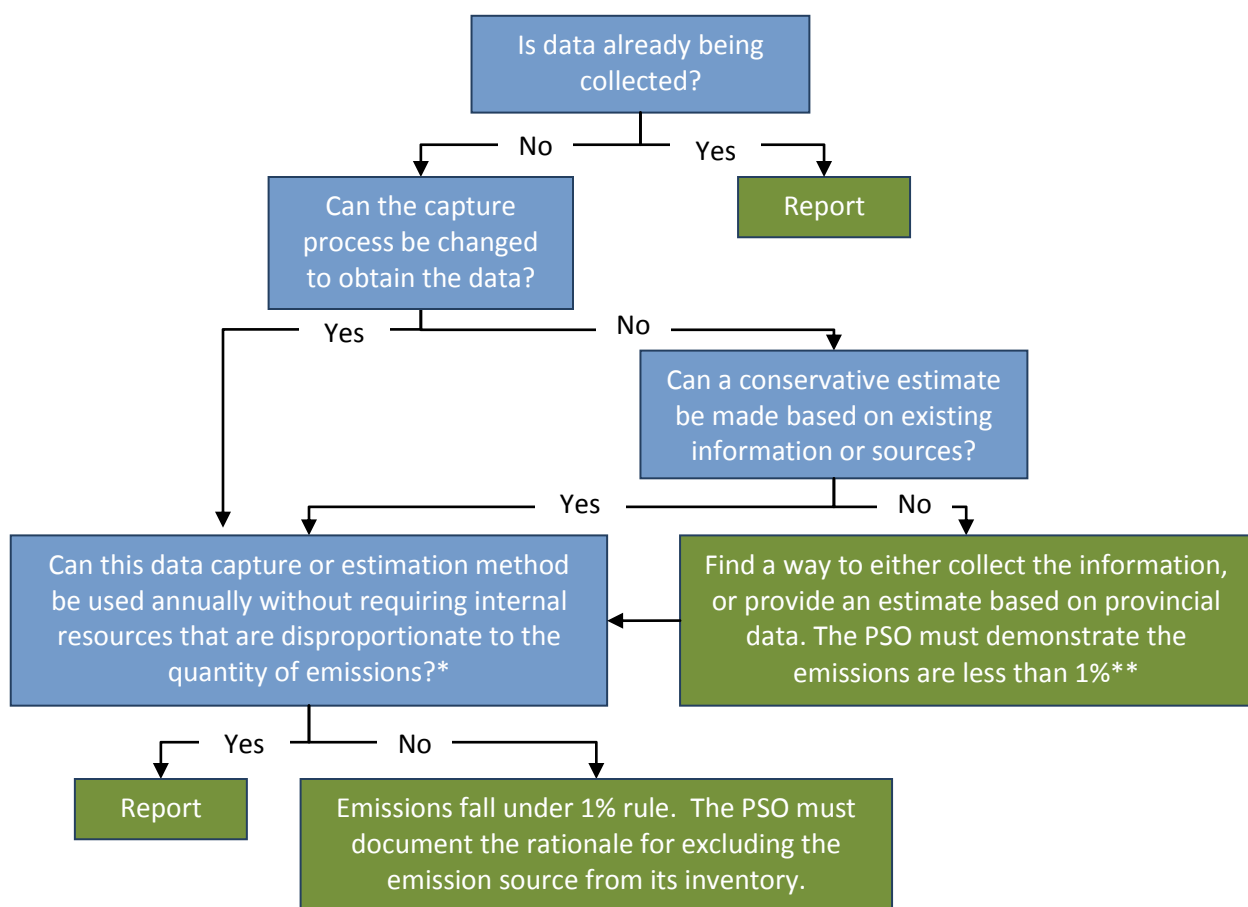 Is data already being
collected?
No
Yes
Can the capture
process be changed
to obtain the data?
Report
Yes
No
Can a conservative estimate
be made based on existing
information or sources?
Yes
No
Can this data capture or estimation method
be used annually without requiring internal
resources that are disproportionate to the
quantity of emissions?*
Find a way to either collect the information,
or provide an estimate based on provincial
data. The PSO must demonstrate the
emissions are less than 1%**
Yes
No
Report
Emissions fall under 1% rule.  The PSO must
document the rationale for excluding the
emission source from its inventory.